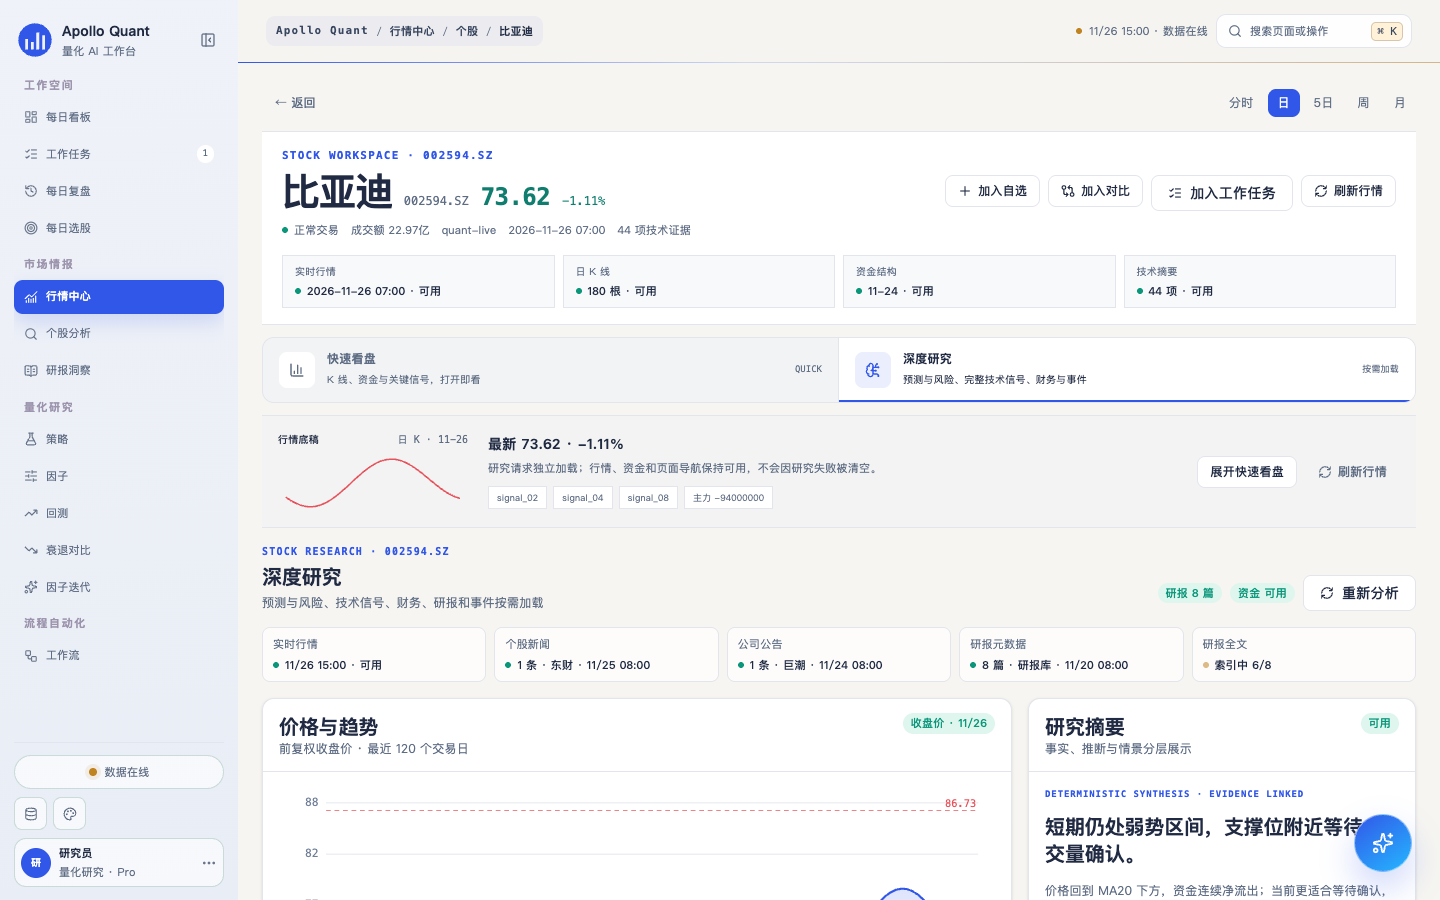 Apollo Quant
量化 AI 工作台
工作空间
每日看板
工作任务
1
每日复盘
每日选股
市场情报
行情中心
个股分析
研报洞察
量化研究
策略
因子
回测
衰退对比
因子迭代
流程自动化
工作流
数据在线
研
研究员
量化研究 · Pro
Apollo Quant / 行情中心 / 个股 / 比亚迪
11/26 15:00 · 数据在线
搜索页面或操作
⌘ K
← 返回
分时
日
5日
周
月
STOCK WORKSPACE · 002594.SZ
比亚迪 002594.SZ 73.62 −1.11%
加入自选
加入对比
加入工作任务
刷新行情
正常交易 成交额 22.97亿 quant-live 2026-11-26 07:00 44 项技术证据
实时行情
2026-11-26 07:00 · 可用
日 K 线
180 根 · 可用
资金结构
11-24 · 可用
技术摘要
44 项 · 可用
快速看盘
K 线、资金与关键信号，打开即看
QUICK
深度研究
预测与风险、完整技术信号、财务与事件
按需加载
行情底稿
日 K · 11-26
最新 73.62 · −1.11%
研究请求独立加载；行情、资金和页面导航保持可用，不会因研究失败被清空。
signal_02
signal_04
signal_08
主力 −94000000
展开快速看盘
刷新行情
STOCK RESEARCH · 002594.SZ
深度研究
预测与风险、技术信号、财务、研报和事件按需加载
研报 8 篇
资金 可用
重新分析
实时行情
11/26 15:00 · 可用
个股新闻
1 条 · 东财 · 11/25 08:00
公司公告
1 条 · 巨潮 · 11/24 08:00
研报元数据
8 篇 · 研报库 · 11/20 08:00
研报全文
索引中 6/8
价格与趋势
前复权收盘价 · 最近 120 个交易日
收盘价 · 11/26
88
86.73
82
研究摘要
事实、推断与情景分层展示
可用
DETERMINISTIC SYNTHESIS · EVIDENCE LINKED
短期仍处弱势区间，支撑位附近等待
交量确认。
价格回到 MA20 下方，资金连续净流出；当前更适合等待确认，